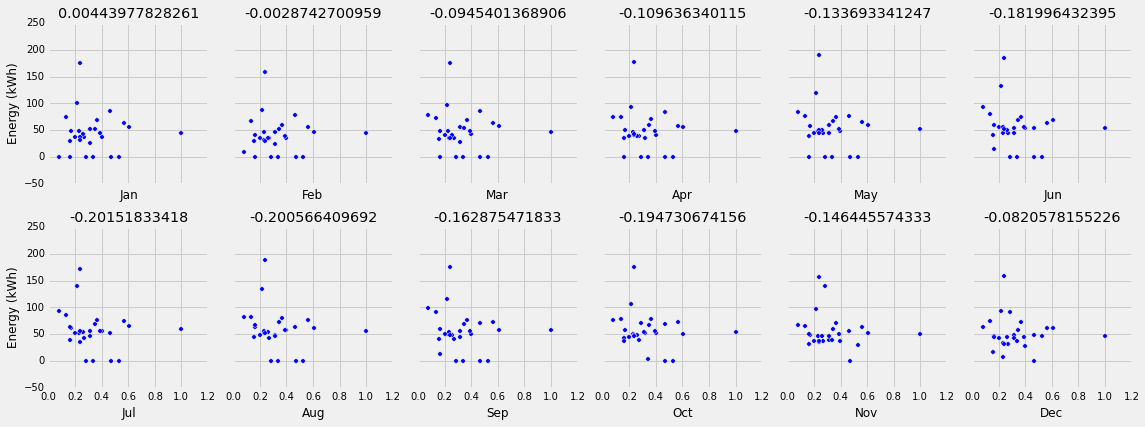 0.00443977828261 -0.0028742700959 -0.0945401368906 -0.109636340115 -0.133693341247 -0.181996432395
250
200
150
100
50
0
−50
Energy (kWh)
Jan Feb Mar Apr May Jun
-0.20151833418 -0.200566409692 -0.162875471833 -0.194730674156 -0.146445574333 -0.0820578155226
250
200
150
100
50
0
−50
Energy (kWh)
0.0 0.2 0.4 0.6 0.8 1.0 1.2 0.0 0.2 0.4 0.6 0.8 1.0 1.2 0.0 0.2 0.4 0.6 0.8 1.0 1.2 0.0 0.2 0.4 0.6 0.8 1.0 1.2 0.0 0.2 0.4 0.6 0.8 1.0 1.2 0.0 0.2 0.4 0.6 0.8 1.0 1.2
Jul Aug Sep Oct Nov Dec